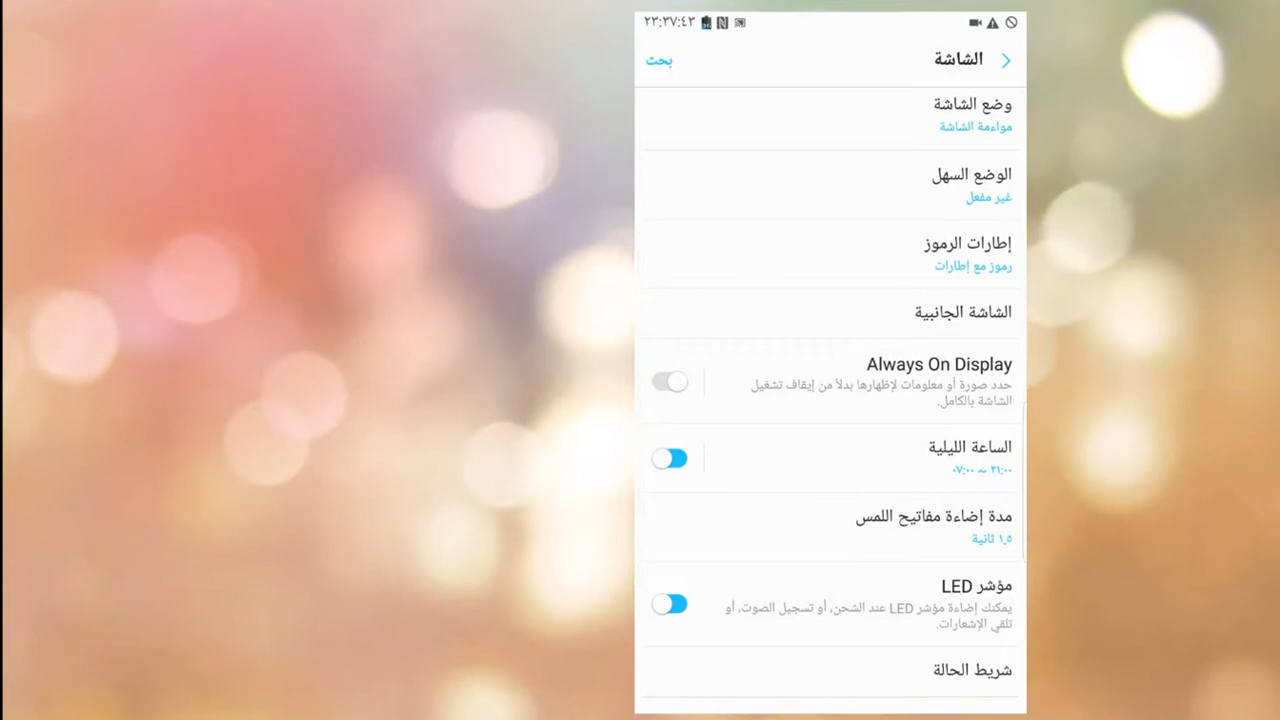 ٢٣:٣٧:٤٣
الشاشة
بحث
وضع الشاشة
مواءمة الشاشة
الوضع السهل
غير مفعل
إطارات الرموز
رموز مع إطارات
الشاشة الجانبية
Always On Display
حدد صورة أو معلومات لإظهارها بدلاً من إيقاف تشغيل
الشاشة بالكامل.
الساعة الليلية
٢١:٠٠ ~ ٠٧:٠٠
مدة إضاءة مفاتيح اللمس
١,٥ ثانية
مؤشر LED
يمكنك إضاءة مؤشر LED عند الشحن، أو تسجيل الصوت، أو
تلقي الإشعارات.
شريط الحالة